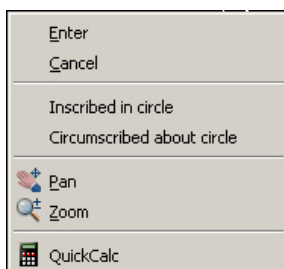 Enter
Cancel
Inscribed in circle
Circumscribed about circle
Pan
Zoom
QuickCalc